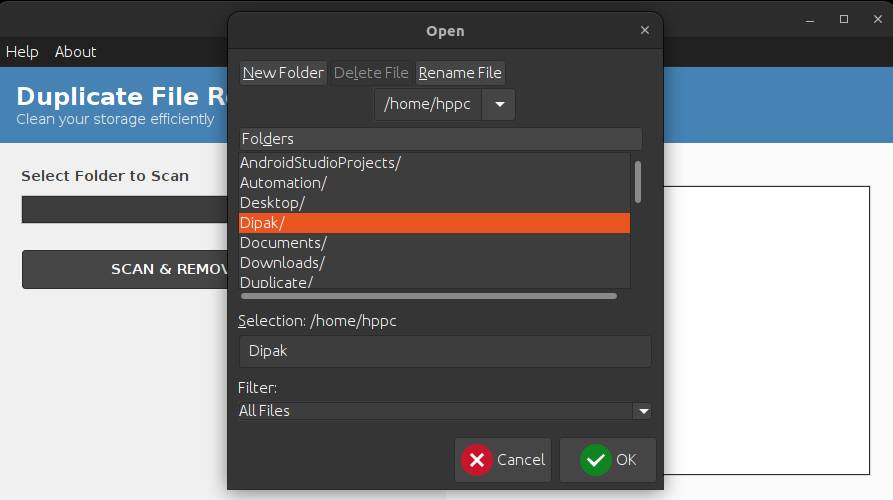 Open
Help About
Duplicate File
Clean your storage efficiently
Select Folder to Scan
SCAN &
New Folder Delete File Rename File
/home/hppc
Folders
AndroidStudioProjects/
Automation/
Desktop/
Dipak/
Documents/
Downloads/
Duplicate/
Selection: /home/hppc
Dipak
Filter:
All Files
Cancel OK